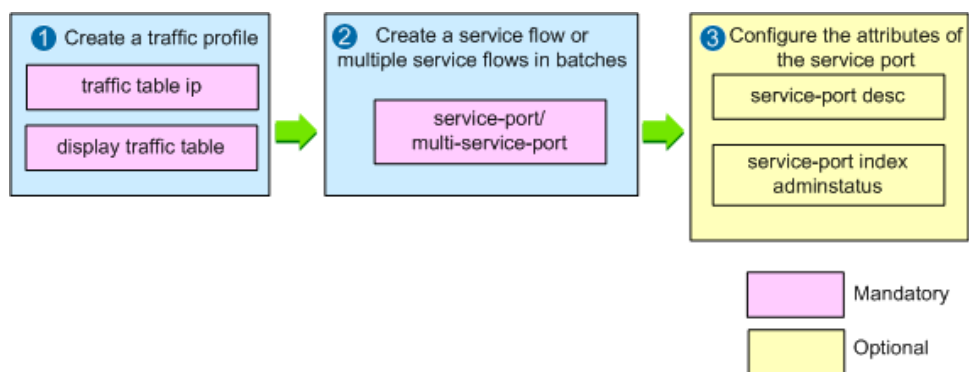 1 Create a traffic profile
traffic table ip
display traffic table
2 Create a service flow or
multiple service flows in batches
service-port/
multi-service-port
3 Configure the attributes of
the service port
service-port desc
service-port index
adminstatus
Mandatory
Optional